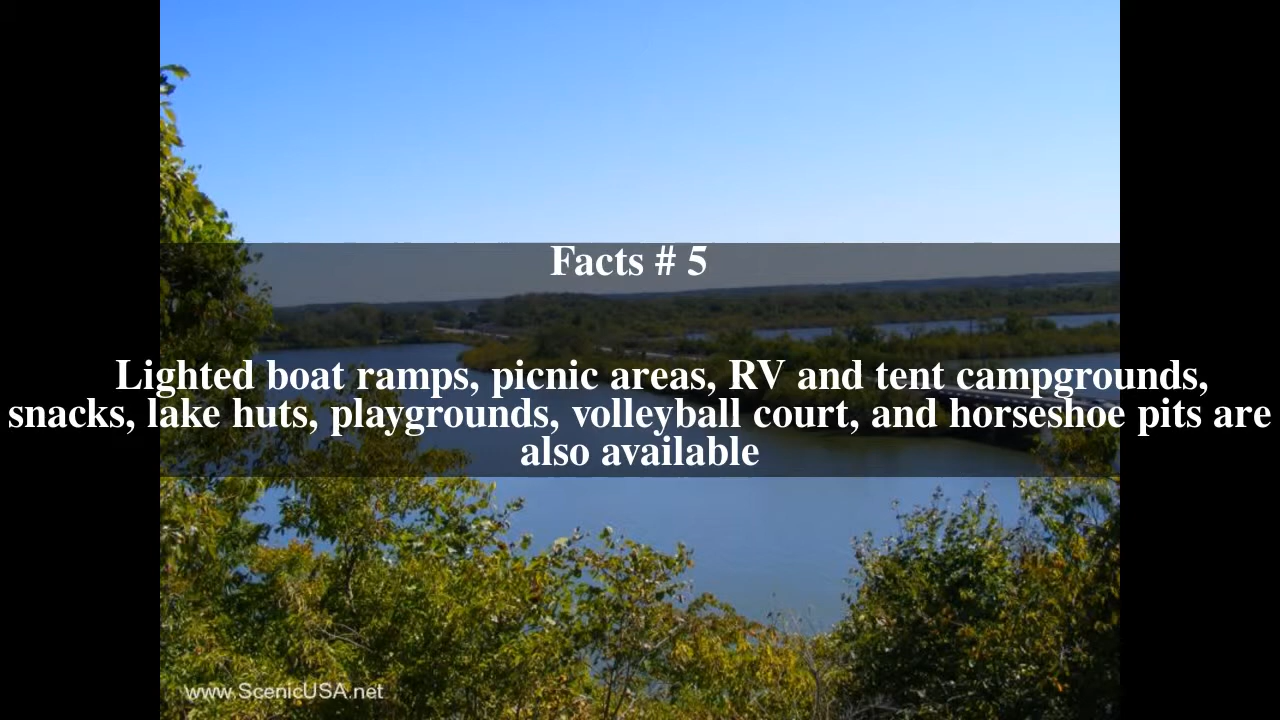 Facts # 5
Lighted boat ramps, picnic areas, RV and tent campgrounds,
snacks, lake huts, playgrounds, volleyball court, and horseshoe pits are
also available
www.ScenicUSA.net